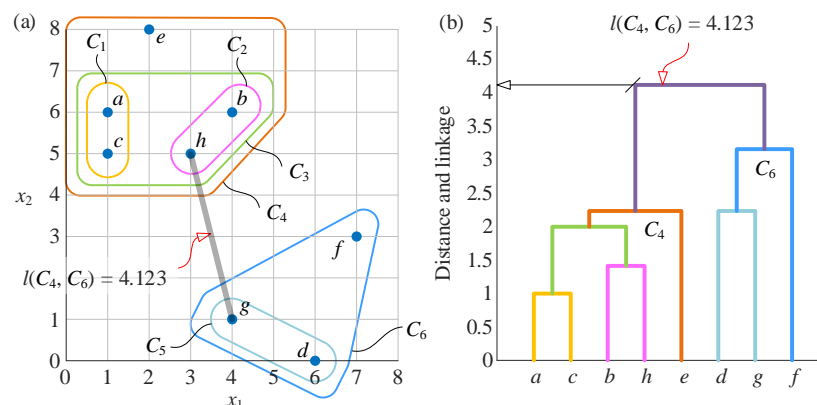 (a)
8
7
6
5
4
3
2
1
0
x₂
0 1 2 3 4 5 6 7 8
x₁
C₁
C₂
C₃
C₄
C₅
C₆
a
b
c
d
e
f
g
h
l(C₄, C₆) = 4.123
(b)
Distance and linkage
5
4.5
4
3.5
3
2.5
2
1.5
1
0.5
0
l(C₄, C₆) = 4.123
C₆
C₄
a c b h e d g f